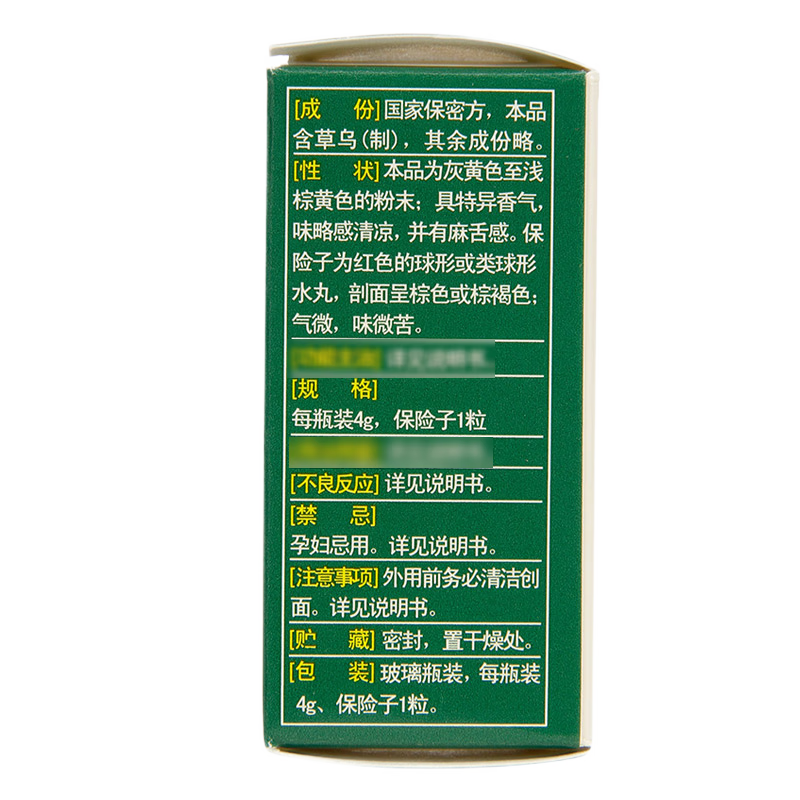 [成　份]国家保密方，本品
含草乌(制)，其余成份略。
[性　状]本品为灰黄色至浅
棕黄色的粉末；具特异香气，
味略感清凉，并有麻舌感。保
险子为红色的球形或类球形
水丸，剖面呈棕色或棕褐色；
气微，味微苦。
详见说明书。
[规　格]
每瓶装4g，保险子1粒
[不良反应]详见说明书。
[禁　忌]
孕妇忌用。详见说明书。
[注意事项]外用前务必清洁创
面。详见说明书。
[贮　藏]密封，置干燥处。
[包　装]玻璃瓶装，每瓶装
4g、保险子1粒。